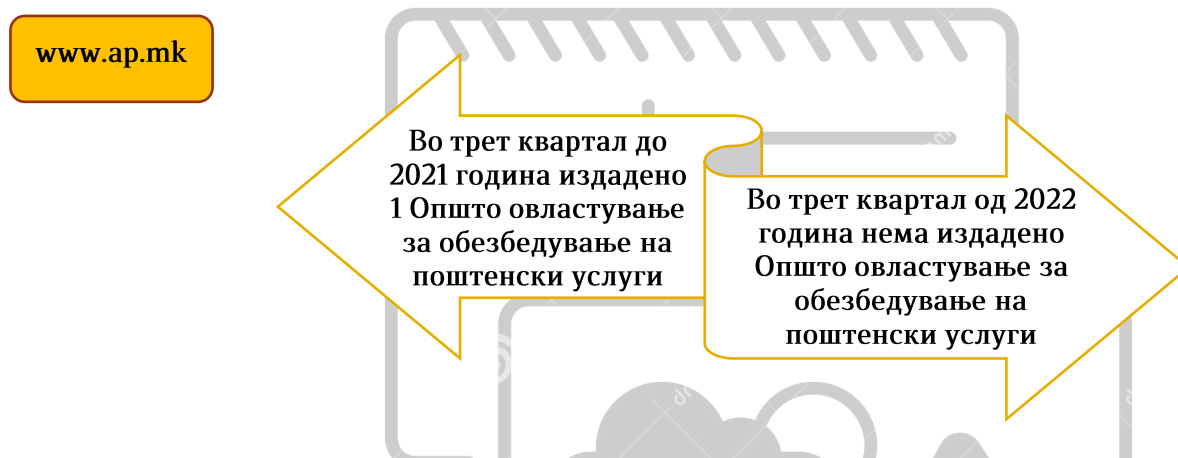 www.ap.mk
Во трет квартал до
2021 година издадено
1 Општо овластување
за обезбедување на
поштенски услуги
Во трет квартал од 2022
година нема издадено
Општо овластување за
обезбедување на
поштенски услуги